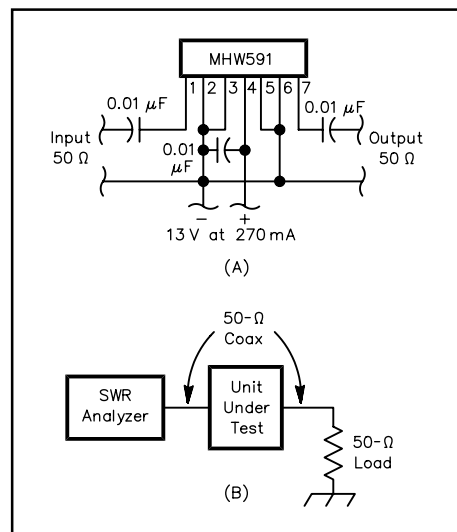 MHW591
1 2 3 4 5 6 7
0.01 μF
0.01 μF
Input
50 Ω
0.01
μF
Output
50 Ω
− +
13 V at 270 mA
(A)
50-Ω
Coax
SWR
Analyzer
Unit
Under
Test
50-Ω
Load
(B)